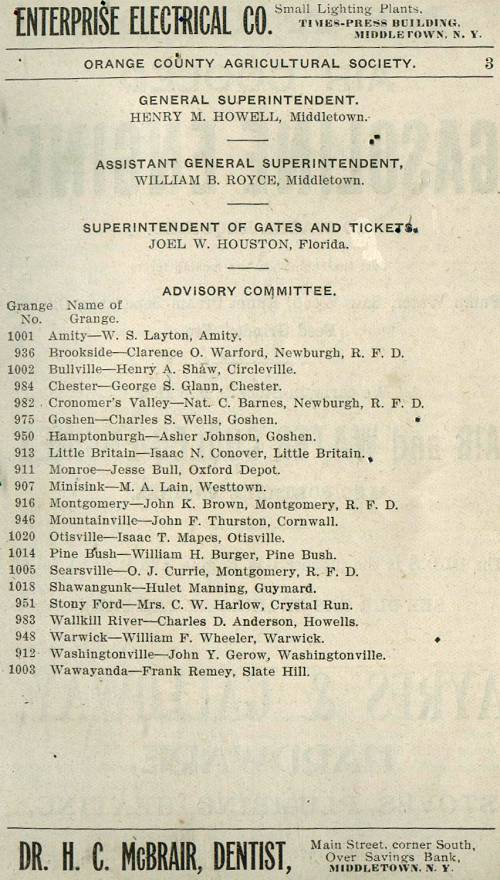 ENTERPRISE ELECTRICAL CO. Small Lighting Plants.
TIMES-PRESS BUILDING,
MIDDLETOWN, N. Y.
ORANGE COUNTY AGRICULTURAL SOCIETY. 3
GENERAL SUPERINTENDENT.
HENRY M. HOWELL, Middletown.
ASSISTANT GENERAL SUPERINTENDENT,
WILLIAM B. ROYCE, Middletown.
SUPERINTENDENT OF GATES AND TICKETS.
JOEL W. HOUSTON, Florida.
ADVISORY COMMITTEE.
Grange Name of
No. Grange.
1001 Amity—W. S. Layton, Amity.
936 Brookside—Clarence O. Warford, Newburgh, R. F. D.
1002 Bullville—Henry A. Shaw, Circleville.
984 Chester—George S. Glann, Chester.
982 Cronomer's Valley—Nat. C. Barnes, Newburgh, R. F. D.
975 Goshen—Charles S. Wells, Goshen.
950 Hamptonburgh—Asher Johnson, Goshen.
913 Little Britain—Isaac N. Conover, Little Britain.
911 Monroe—Jesse Bull, Oxford Depot.
907 Minisink—M. A. Lain, Westtown.
916 Montgomery—John K. Brown, Montgomery, R. F. D.
946 Mountainville—John F. Thurston, Cornwall.
1020 Otisville—Isaac T. Mapes, Otisville.
1014 Pine Bush—William H. Burger, Pine Bush.
1005 Searsville—O. J. Currie, Montgomery, R. F. D.
1018 Shawangunk—Hulet Manning, Guymard.
951 Stony Ford—Mrs. C. W. Harlow, Crystal Run.
983 Wallkill River—Charles D. Anderson, Howells.
948 Warwick—William F. Wheeler, Warwick.
912 Washingtonville—John Y. Gerow, Washingtonville.
1003 Wawayanda—Frank Remey, Slate Hill.
DR. H. C. McBRAIR, DENTIST, Main Street, corner South,
Over Savings Bank,
MIDDLETOWN, N. Y.